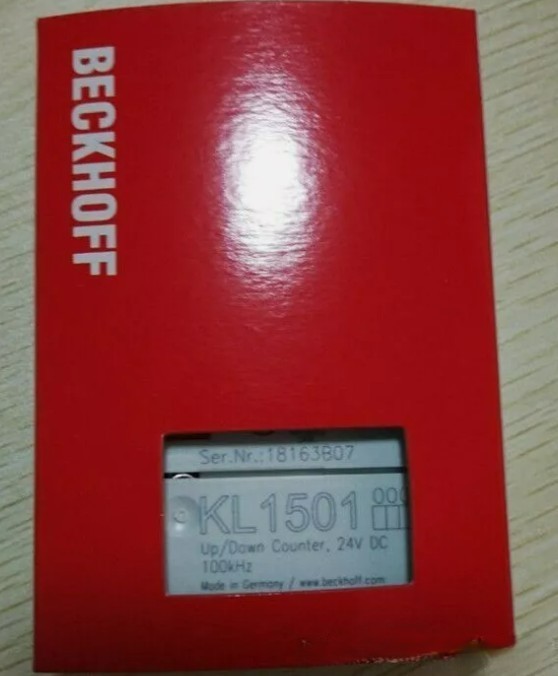 BECKHOFF
Ser.Nr.:18163B07
KL1501
Up/Down Counter, 24V DC
100kHz
Made in Germany / www.beckhoff.com